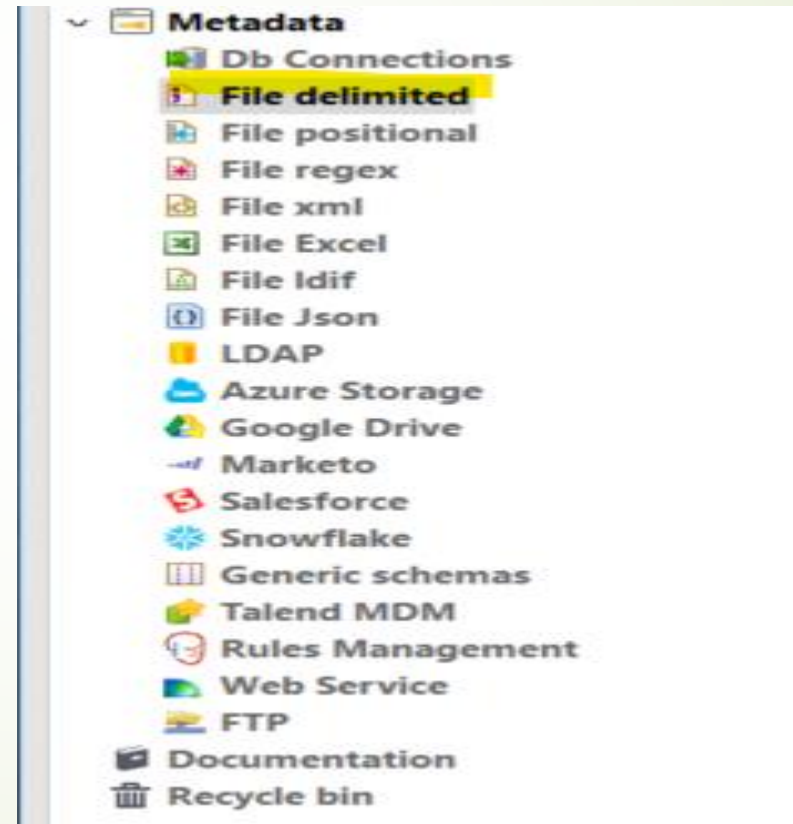 Metadata
Db Connections
File delimited
File positional
File regex
File xml
File Excel
File ldif
File Json
LDAP
Azure Storage
Google Drive
Marketo
Salesforce
Snowflake
Generic schemas
Talend MDM
Rules Management
Web Service
FTP
Documentation
Recycle bin